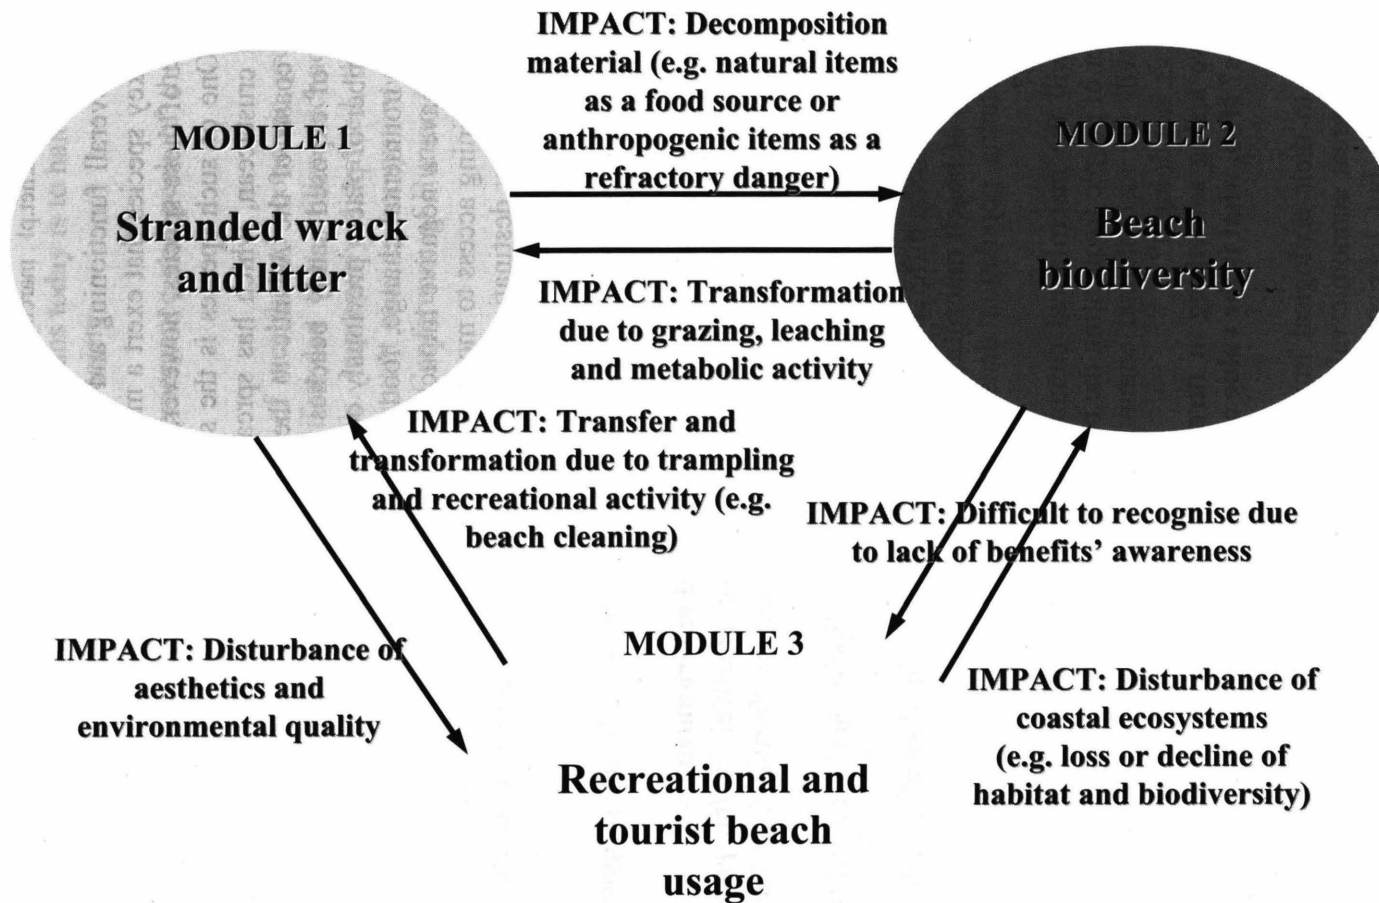 IMPACT: Decomposition
material (e.g. natural items
as a food source or
anthropogenic items as a
refractory danger)
MODULE 1
Stranded wrack
and litter
MODULE 2
Beach
biodiversity
IMPACT: Transformation
due to grazing, leaching
and metabolic activity
IMPACT: Transfer and
transformation due to trampling
and recreational activity (e.g.
beach cleaning)
IMPACT: Difficult to recognise due
to lack of benefits’ awareness
IMPACT: Disturbance of
aesthetics and
environmental quality
MODULE 3
Recreational and
tourist beach
usage
IMPACT: Disturbance of
coastal ecosystems
(e.g. loss or decline of
habitat and biodiversity)